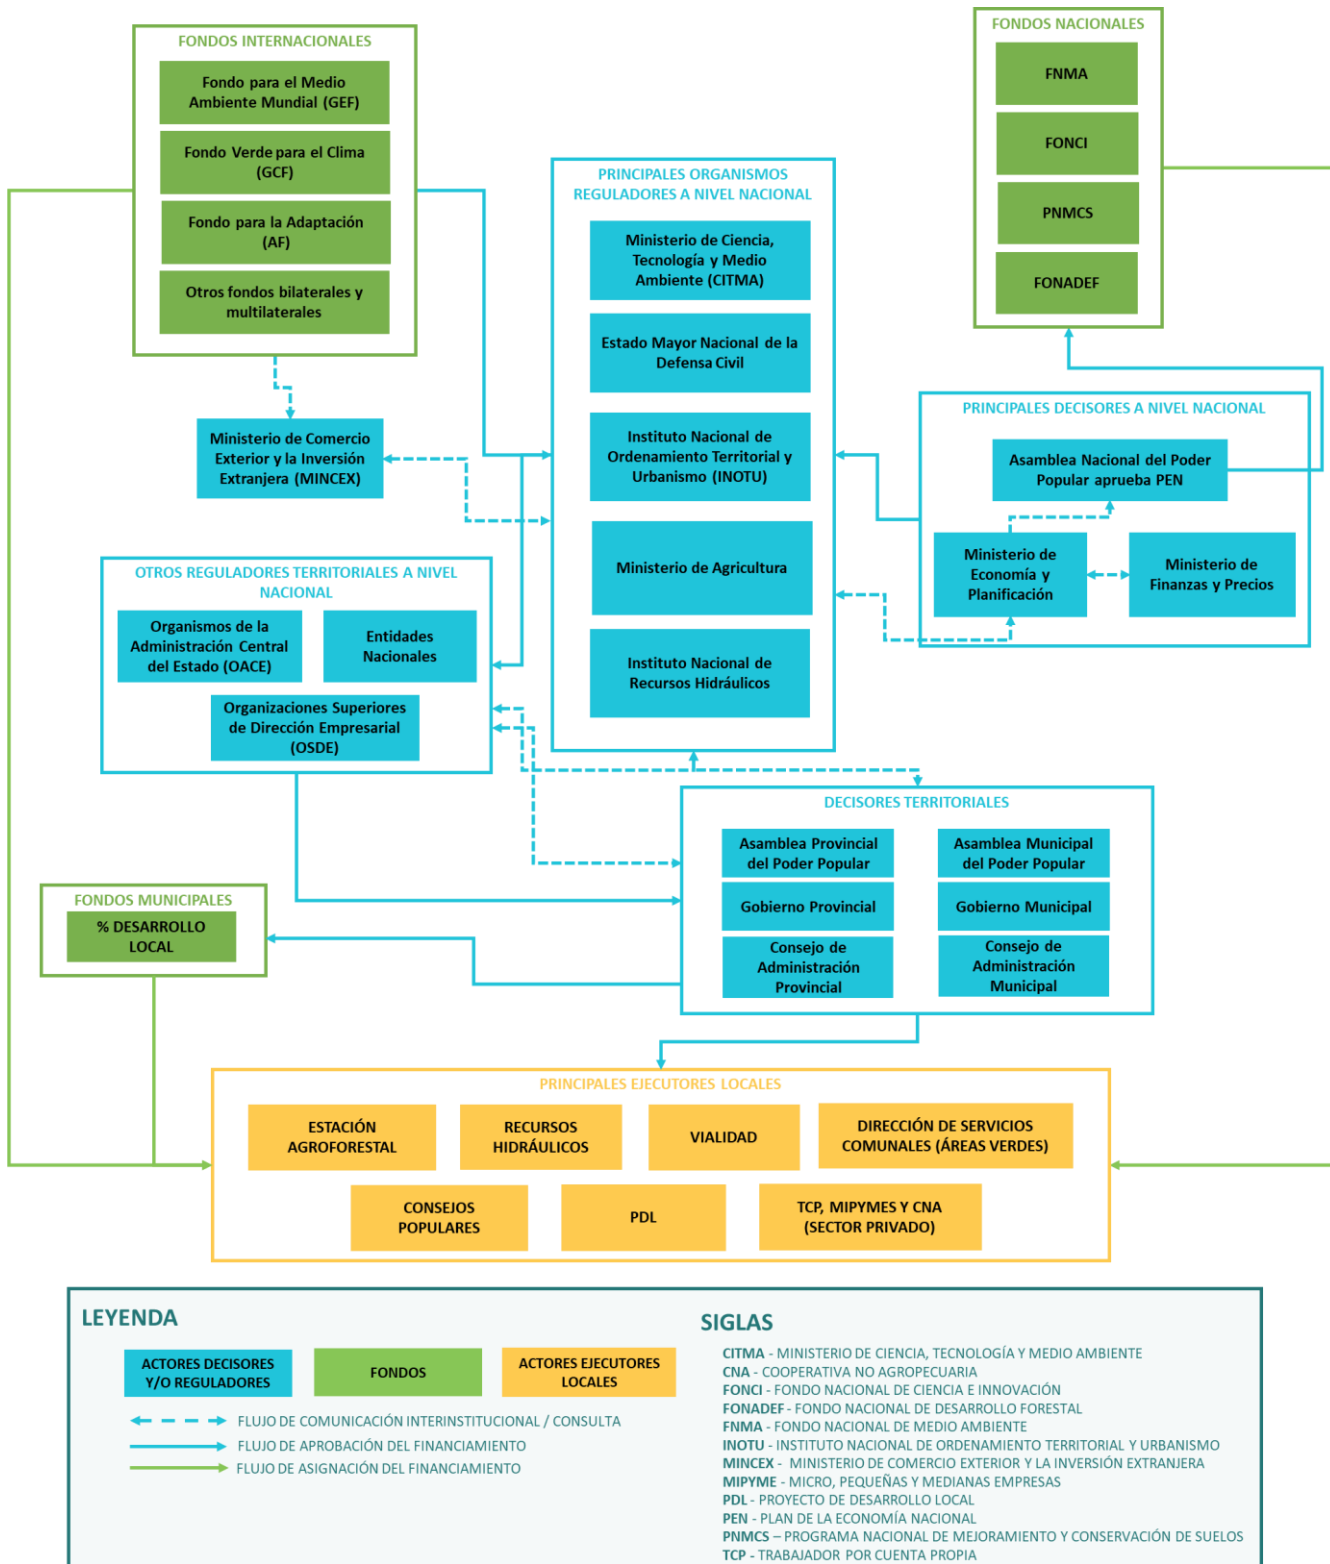 FONDOS INTERNACIONALES
Fondo para el Medio
Ambiente Mundial (GEF)
Fondo Verde para el Clima
(GCF)
Fondo para la Adaptación
(AF)
Otros fondos bilaterales y
multilaterales
FONDOS NACIONALES
FNMA
FONCI
PNMCS
FONADEF
PRINCIPALES ORGANISMOS
REGULADORES A NIVEL NACIONAL
Ministerio de Ciencia,
Tecnología y Medio
Ambiente (CITMA)
Estado Mayor Nacional de la
Defensa Civil
Instituto Nacional de
Ordenamiento Territorial y
Urbanismo (INOTU)
Ministerio de Agricultura
Instituto Nacional de
Recursos Hidráulicos
Ministerio de Comercio
Exterior y la Inversión
Extranjera (MINCEX)
PRINCIPALES DECISORES A NIVEL NACIONAL
Asamblea Nacional del Poder
Popular aprueba PEN
Ministerio de
Economía y
Planificación
Ministerio de
Finanzas y Precios
OTROS REGULADORES TERRITORIALES A NIVEL
NACIONAL
Organismos de la
Administración Central
del Estado (OACE)
Entidades
Nacionales
Organizaciones Superiores
de Dirección Empresarial
(OSDE)
DECISORES TERRITORIALES
Asamblea Provincial
del Poder Popular
Asamblea Municipal
del Poder Popular
Gobierno Provincial
Gobierno Municipal
Consejo de
Administración
Provincial
Consejo de
Administración
Municipal
FONDOS MUNICIPALES
% DESARROLLO
LOCAL
PRINCIPALES EJECUTORES LOCALES
ESTACIÓN
AGROFORESTAL
RECURSOS
HIDRÁULICOS
VIALIDAD
DIRECCIÓN DE SERVICIOS
COMUNALES (ÁREAS VERDES)
CONSEJOS
POPULARES
PDL
TCP, MIPYMES Y CNA
(SECTOR PRIVADO)
LEYENDA
ACTORES DECISORES
Y/O REGULADORES
FONDOS
ACTORES EJECUTORES
LOCALES
FLUJO DE COMUNICACIÓN INTERINSTITUCIONAL / CONSULTA
FLUJO DE APROBACIÓN DEL FINANCIAMIENTO
FLUJO DE ASIGNACIÓN DEL FINANCIAMIENTO
SIGLAS
CITMA - MINISTERIO DE CIENCIA, TECNOLOGÍA Y MEDIO AMBIENTE
CNA - COOPERATIVA NO AGROPECUARIA
FONCI - FONDO NACIONAL DE CIENCIA E INNOVACIÓN
FONADEF - FONDO NACIONAL DE DESARROLLO FORESTAL
FNMA - FONDO NACIONAL DE MEDIO AMBIENTE
INOTU - INSTITUTO NACIONAL DE ORDENAMIENTO TERRITORIAL Y URBANISMO
MINCEX - MINISTERIO DE COMERCIO EXTERIOR Y LA INVERSIÓN EXTRANJERA
MIPYME - MICRO, PEQUEÑAS Y MEDIANAS EMPRESAS
PDL - PROYECTO DE DESARROLLO LOCAL
PEN - PLAN DE LA ECONOMÍA NACIONAL
PNMCS – PROGRAMA NACIONAL DE MEJORAMIENTO Y CONSERVACIÓN DE SUELOS
TCP - TRABAJADOR POR CUENTA PROPIA